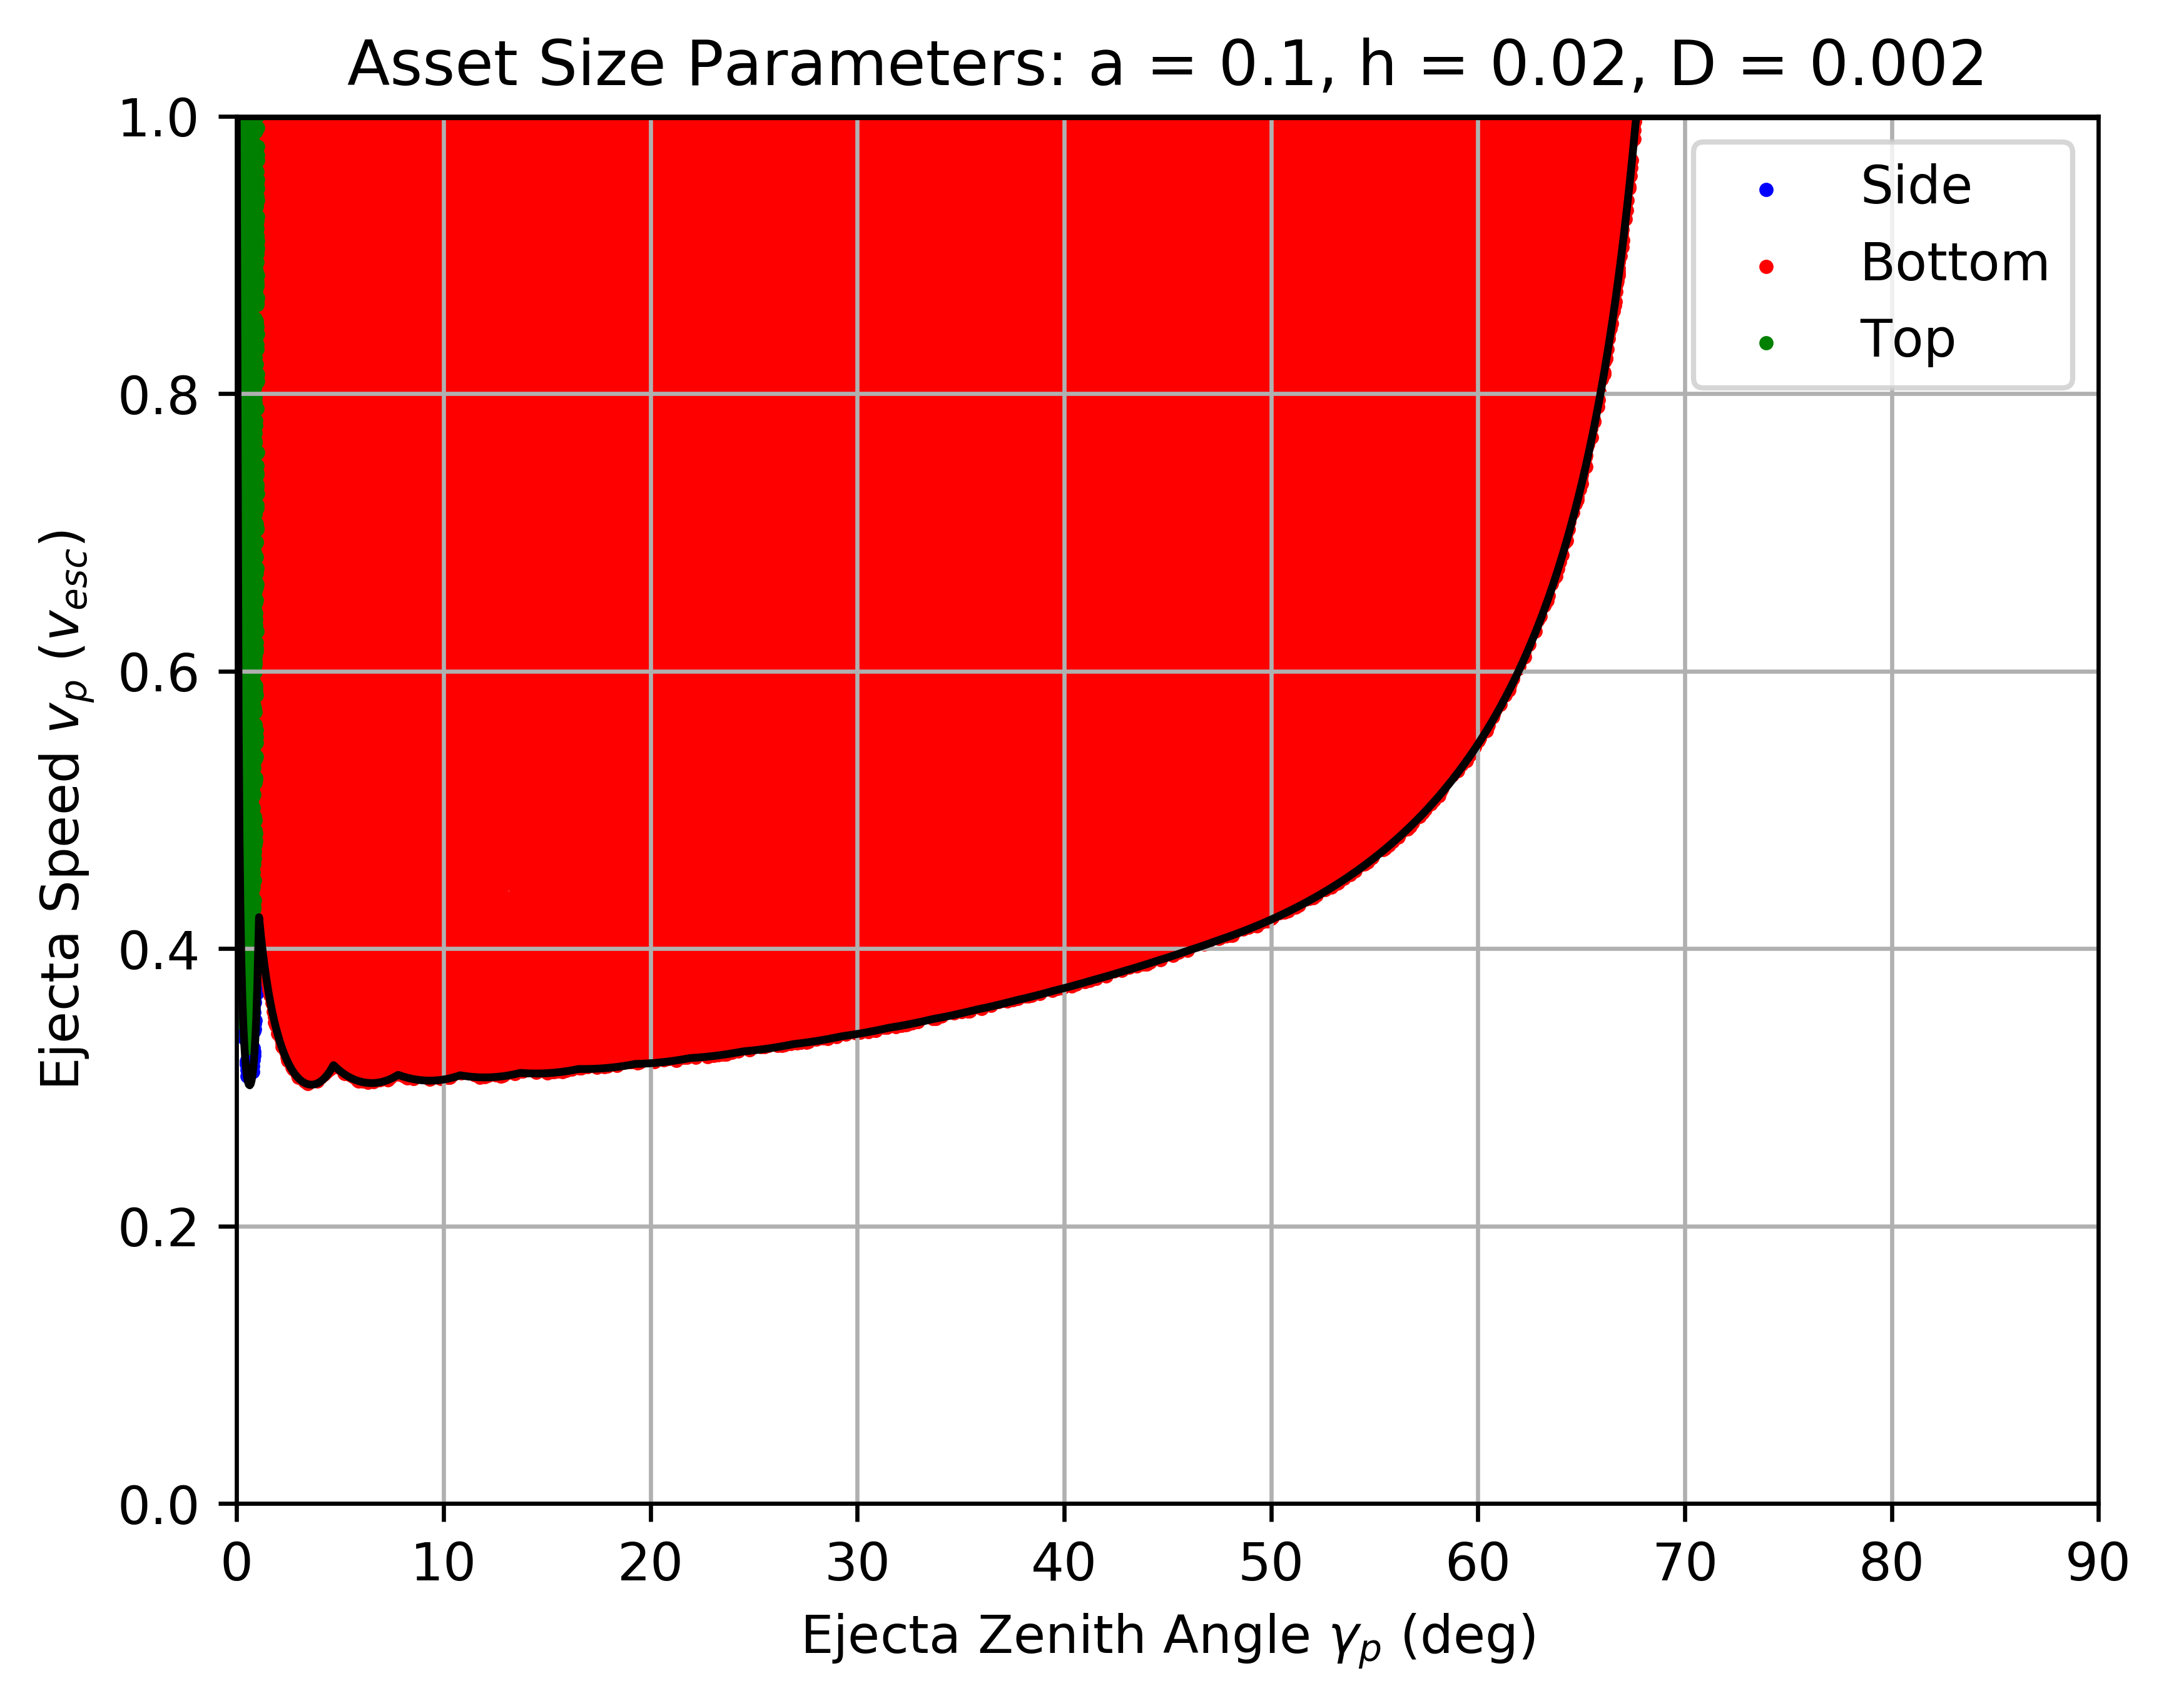 Asset Size Parameters: a = 0.1, h = 0.02, D = 0.002
1.0
0.8
0.6
0.4
0.2
0.0
Ejecta Speed v_p (v_esc)
Side
Bottom
Top
0 10 20 30 40 50 60 70 80 90
Ejecta Zenith Angle γ_p (deg)